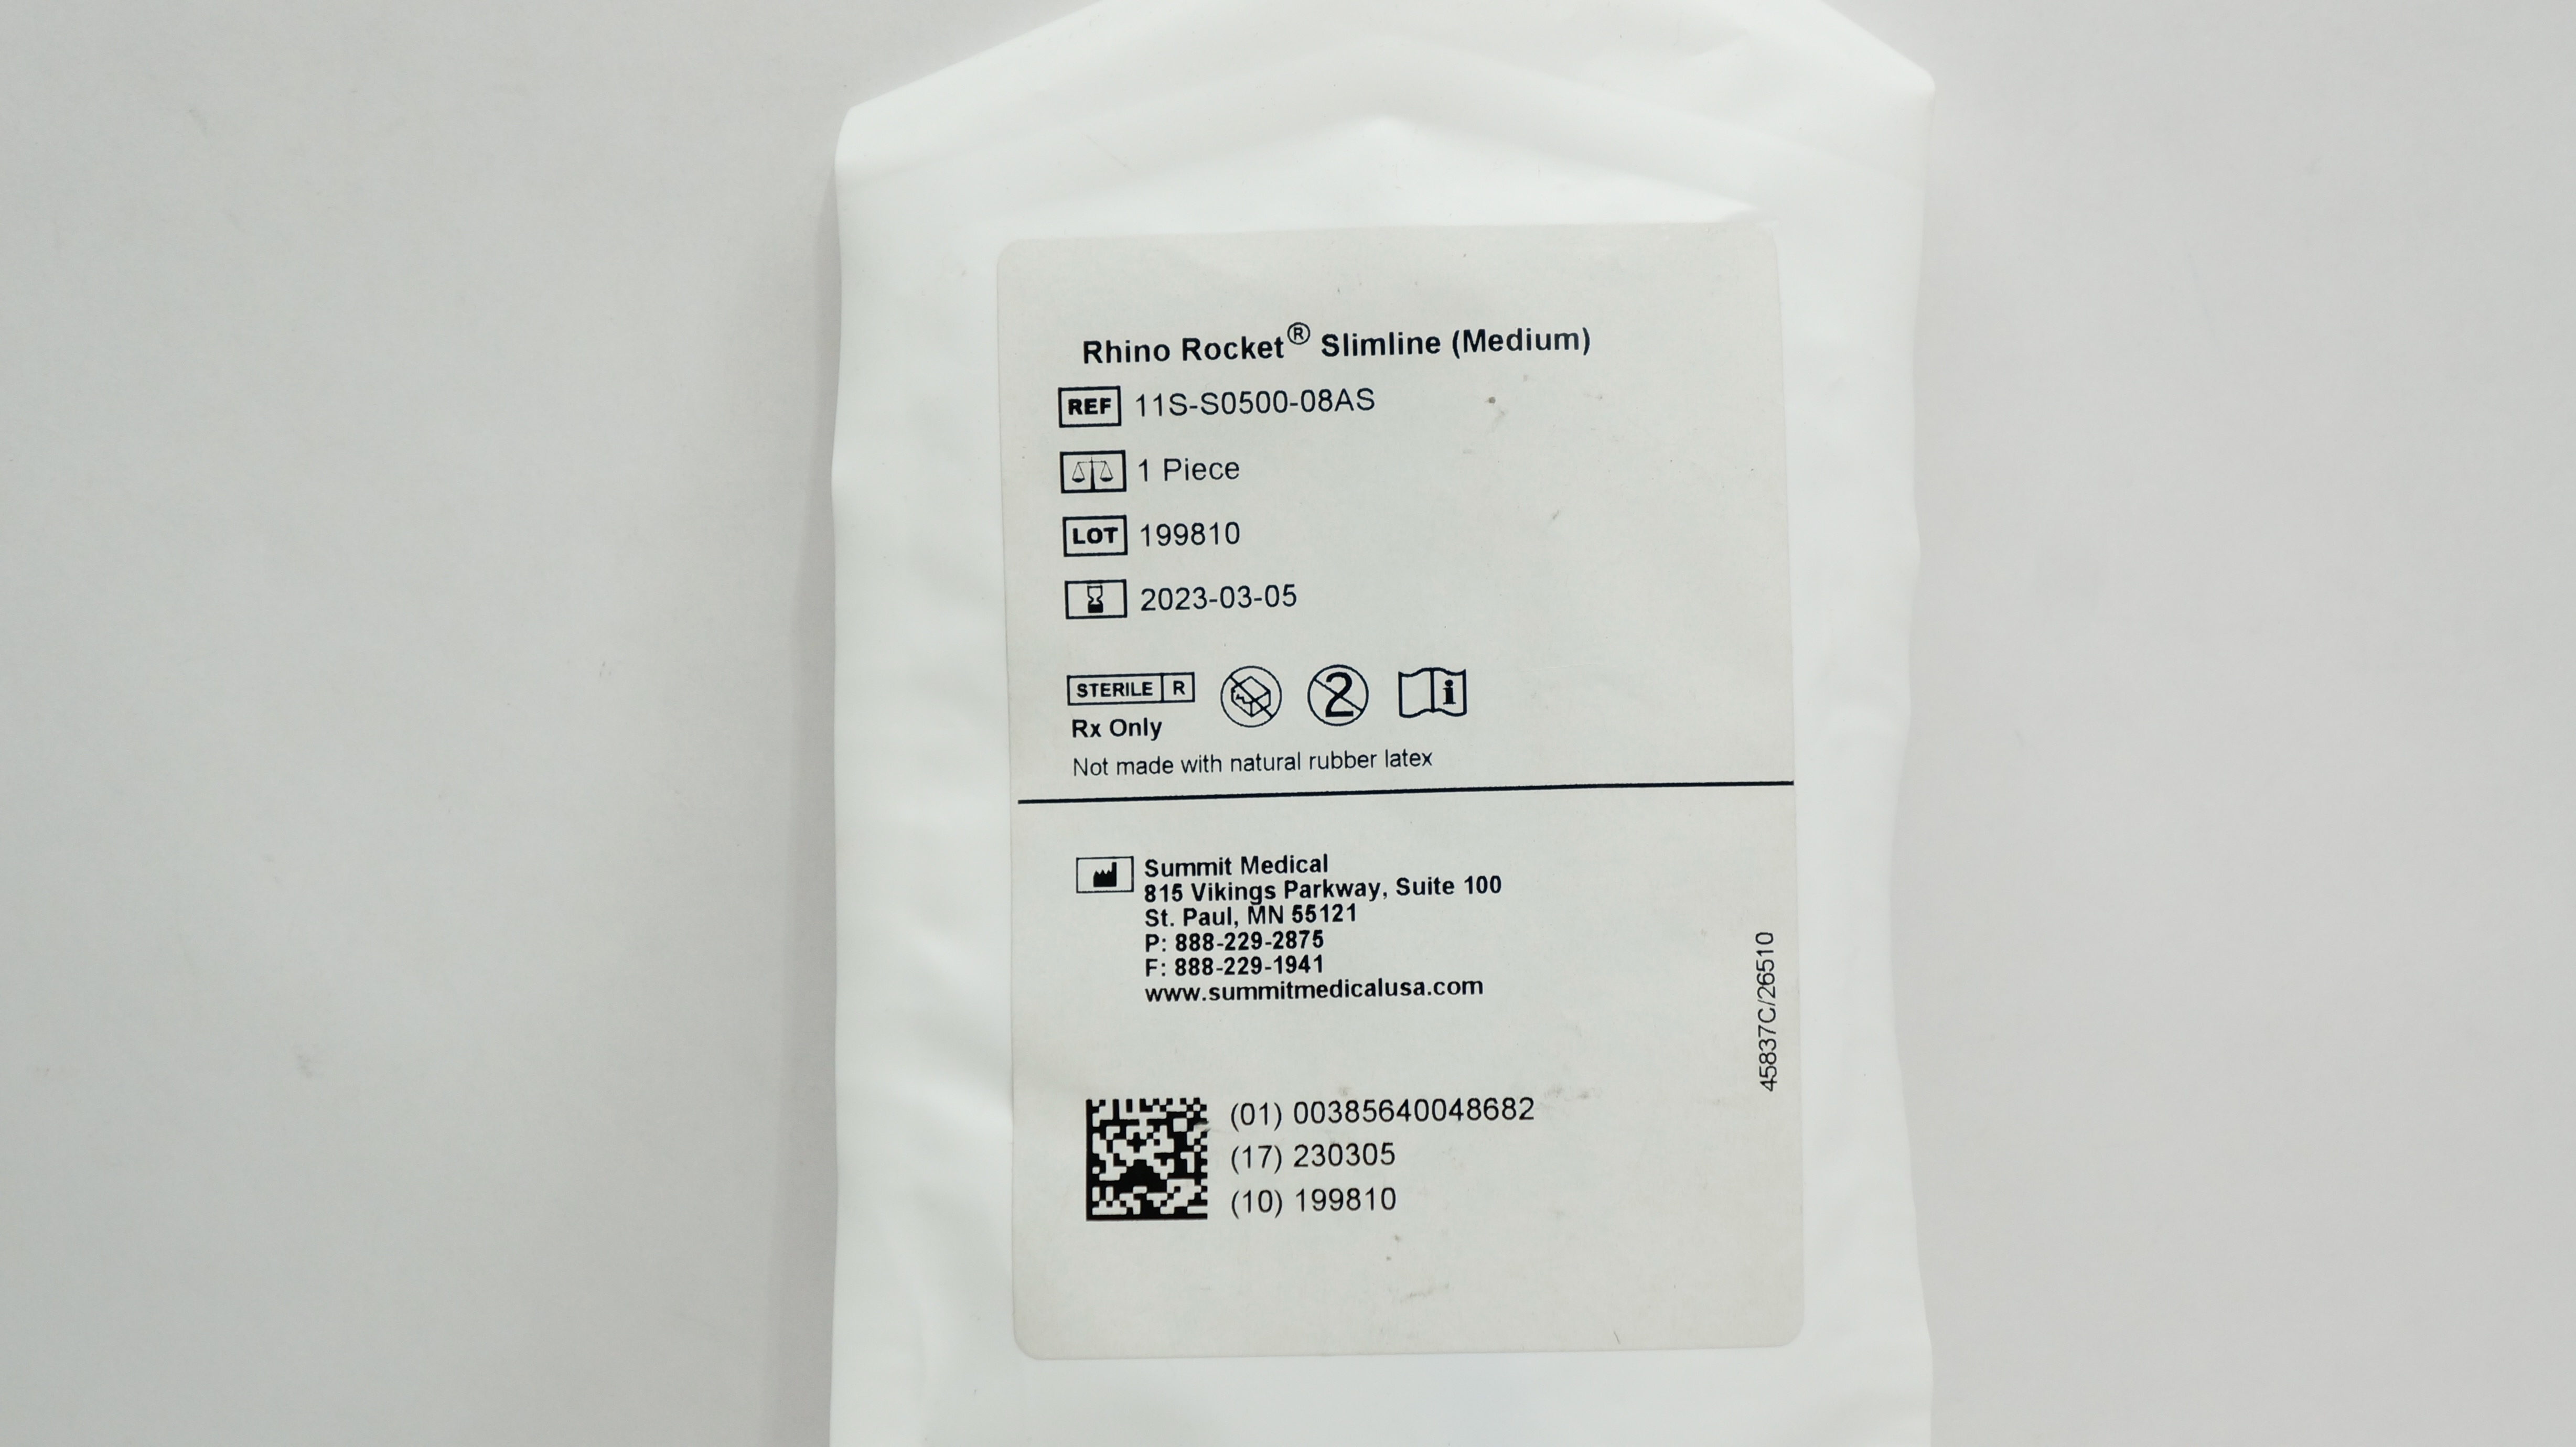 Rhino Rocket® Slimline (Medium)
REF 11S-S0500-08AS
1 Piece
LOT 199810
2023-03-05
STERILE R 2 i
Rx Only
Not made with natural rubber latex
Summit Medical
815 Vikings Parkway, Suite 100
St. Paul, MN 55121
P: 888-229-2875
F: 888-229-1941
www.summitmedicalusa.com
45837C/26510
(01) 00385640048682
(17) 230305
(10) 199810